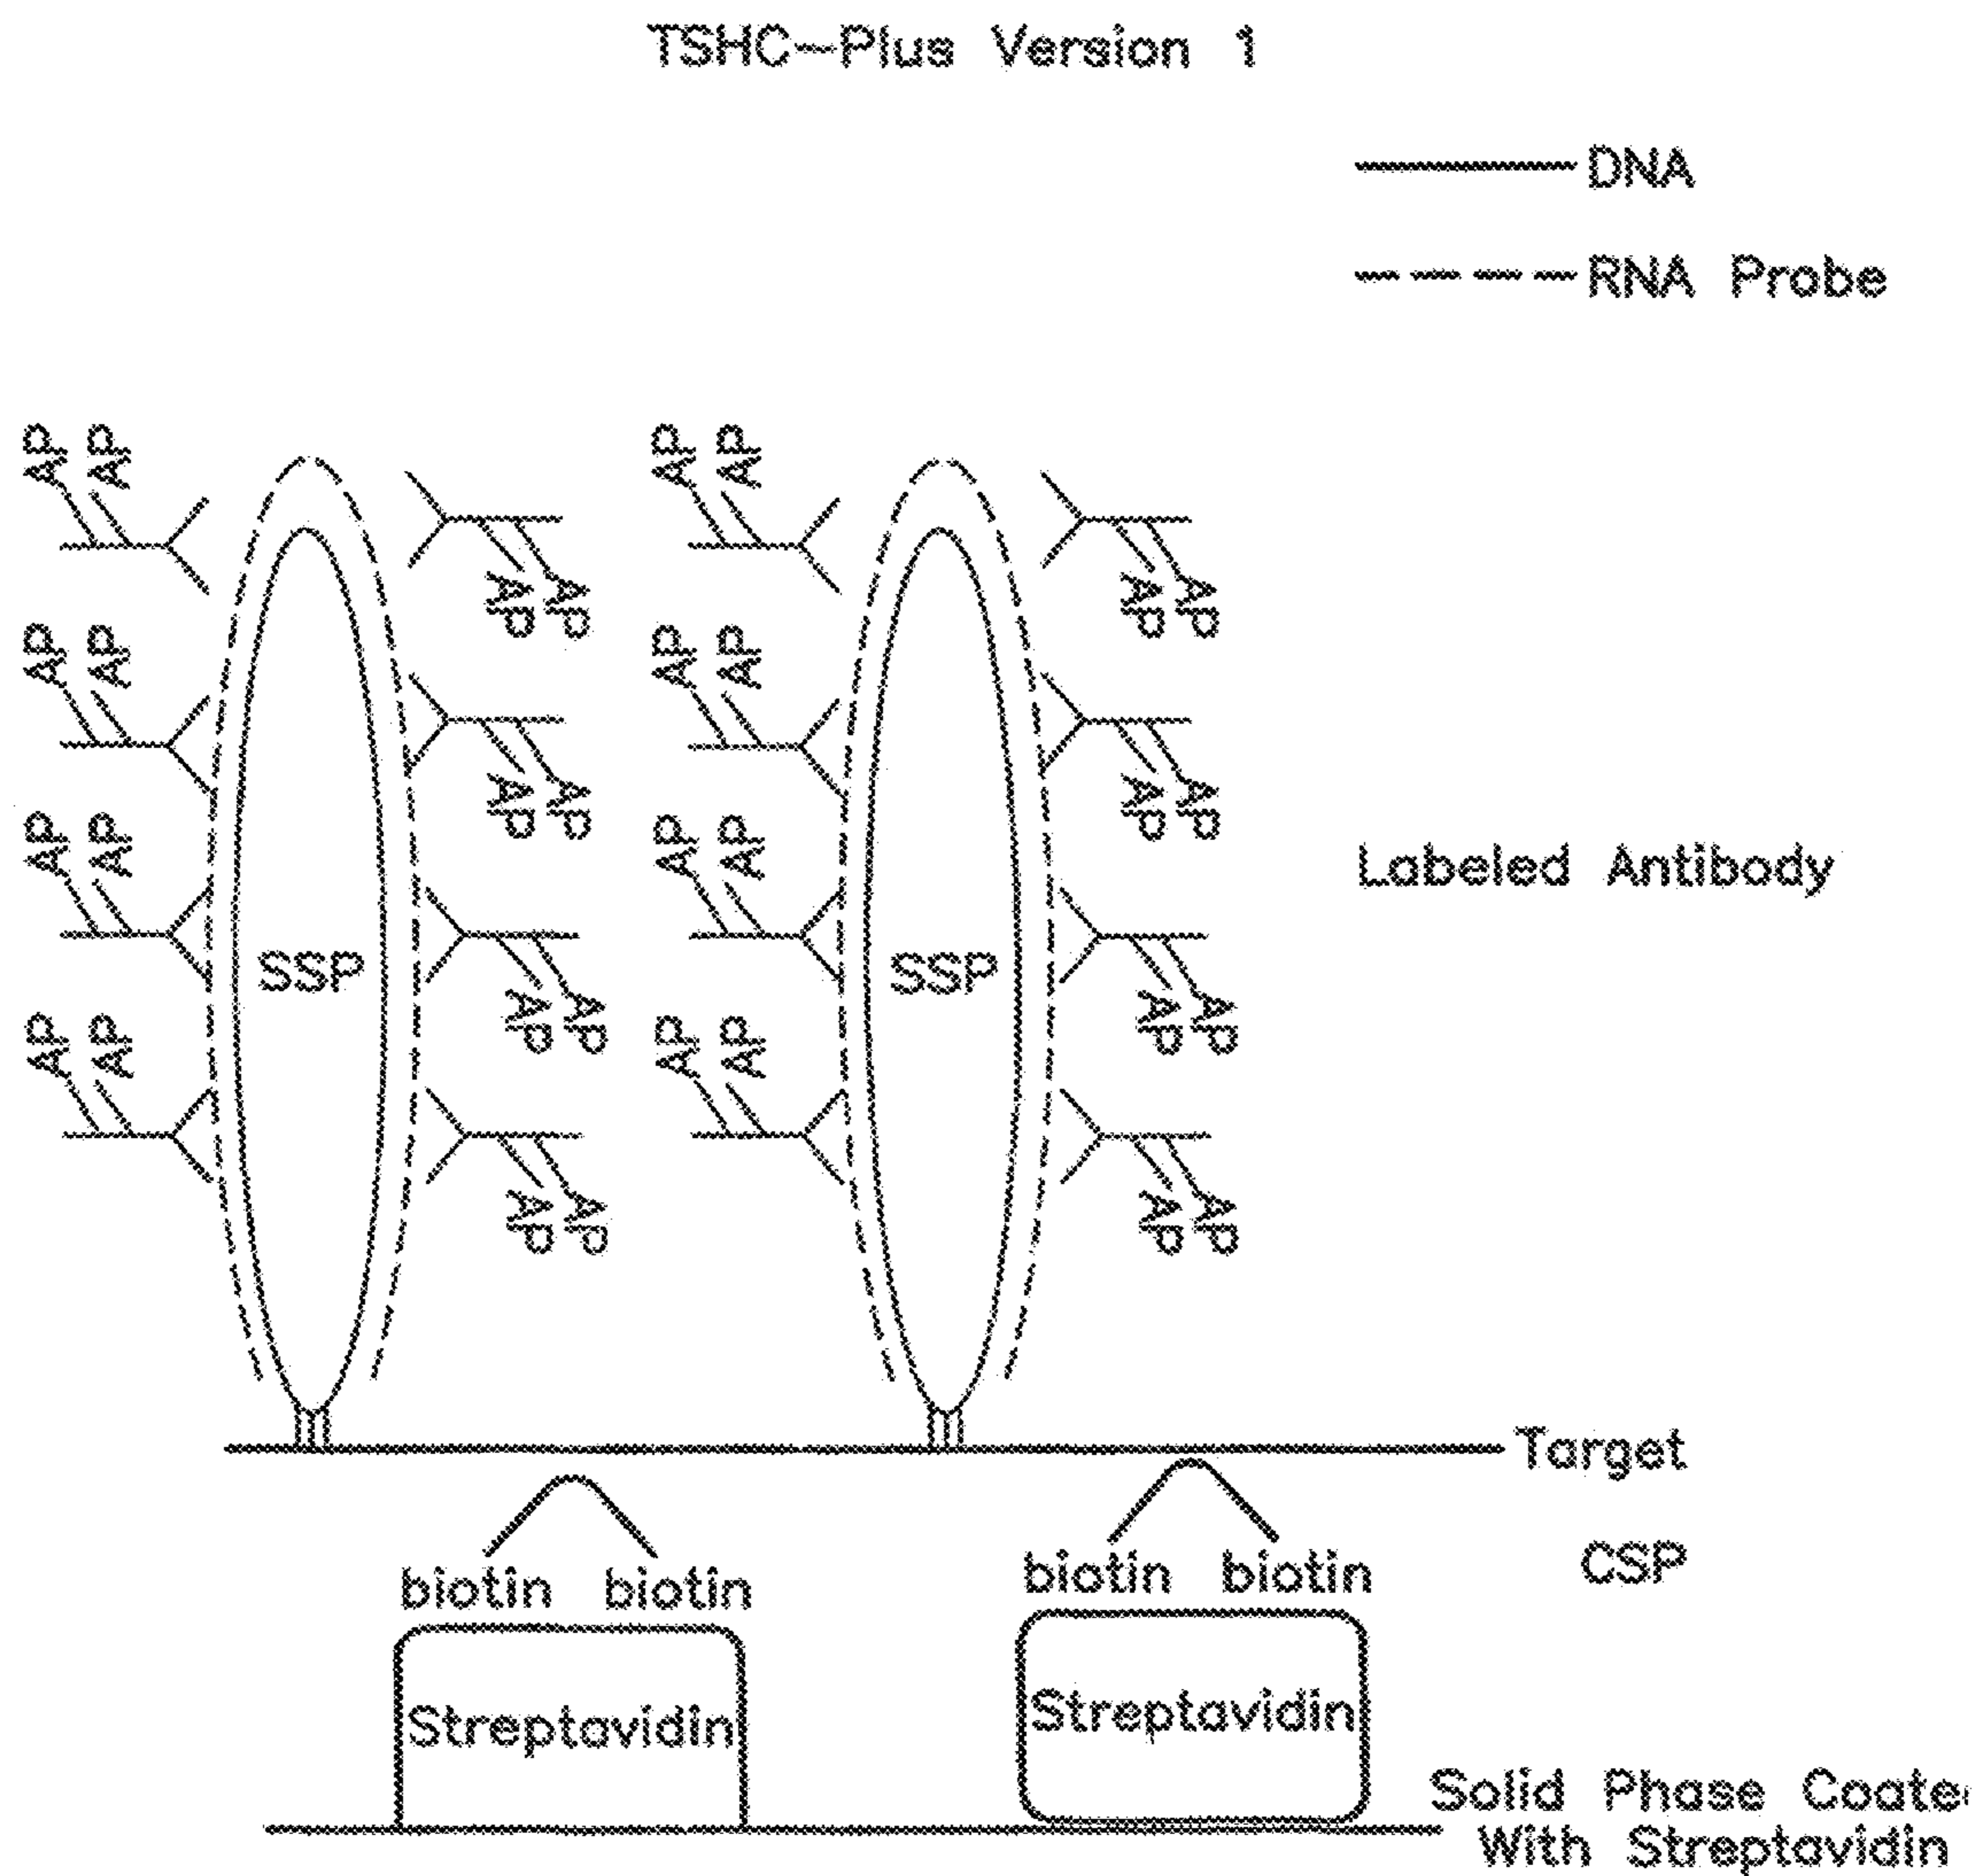 TSHC-Plus Version 1
DNA
RNA Probe
AP AP AP AP
AP AP AP AP
AP AP AP AP
AP AP AP AP
Labeled Antibody
AP AP AP AP
AP AP AP AP
SSP SSP
AP AP AP AP
AP AP AP AP
Target
biotin biotin biotin biotin
CSP
Streptavidin Streptavidin
Solid Phase Coate
With Streptavidin